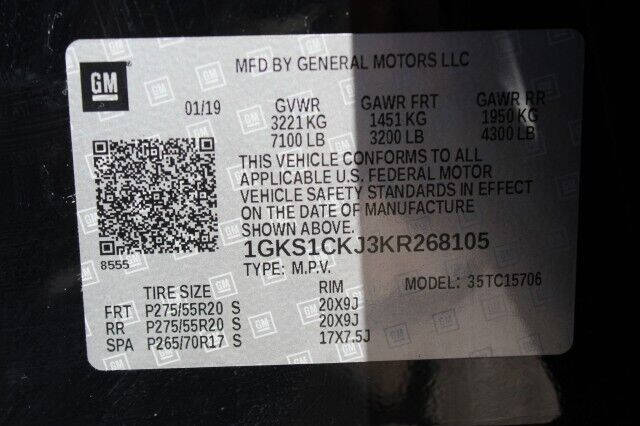 GM
MFD BY GENERAL MOTORS LLC
01/19 GVWR GAWR FRT GAWR RR
3221 KG 1451 KG 1950 KG
7100 LB 3200 LB 4300 LB
THIS VEHICLE CONFORMS TO ALL
APPLICABLE U.S. FEDERAL MOTOR
VEHICLE SAFETY STANDARDS IN EFFECT
ON THE DATE OF MANUFACTURE
SHOWN ABOVE.
1GKS1CKJ3KR268105
8555
TYPE: M.P.V. MODEL: 35TC15706
TIRE SIZE RIM
FRT P275/55R20 S 20X9J
RR P275/55R20 S 20X9J
SPA P265/70R17 S 17X7.5J